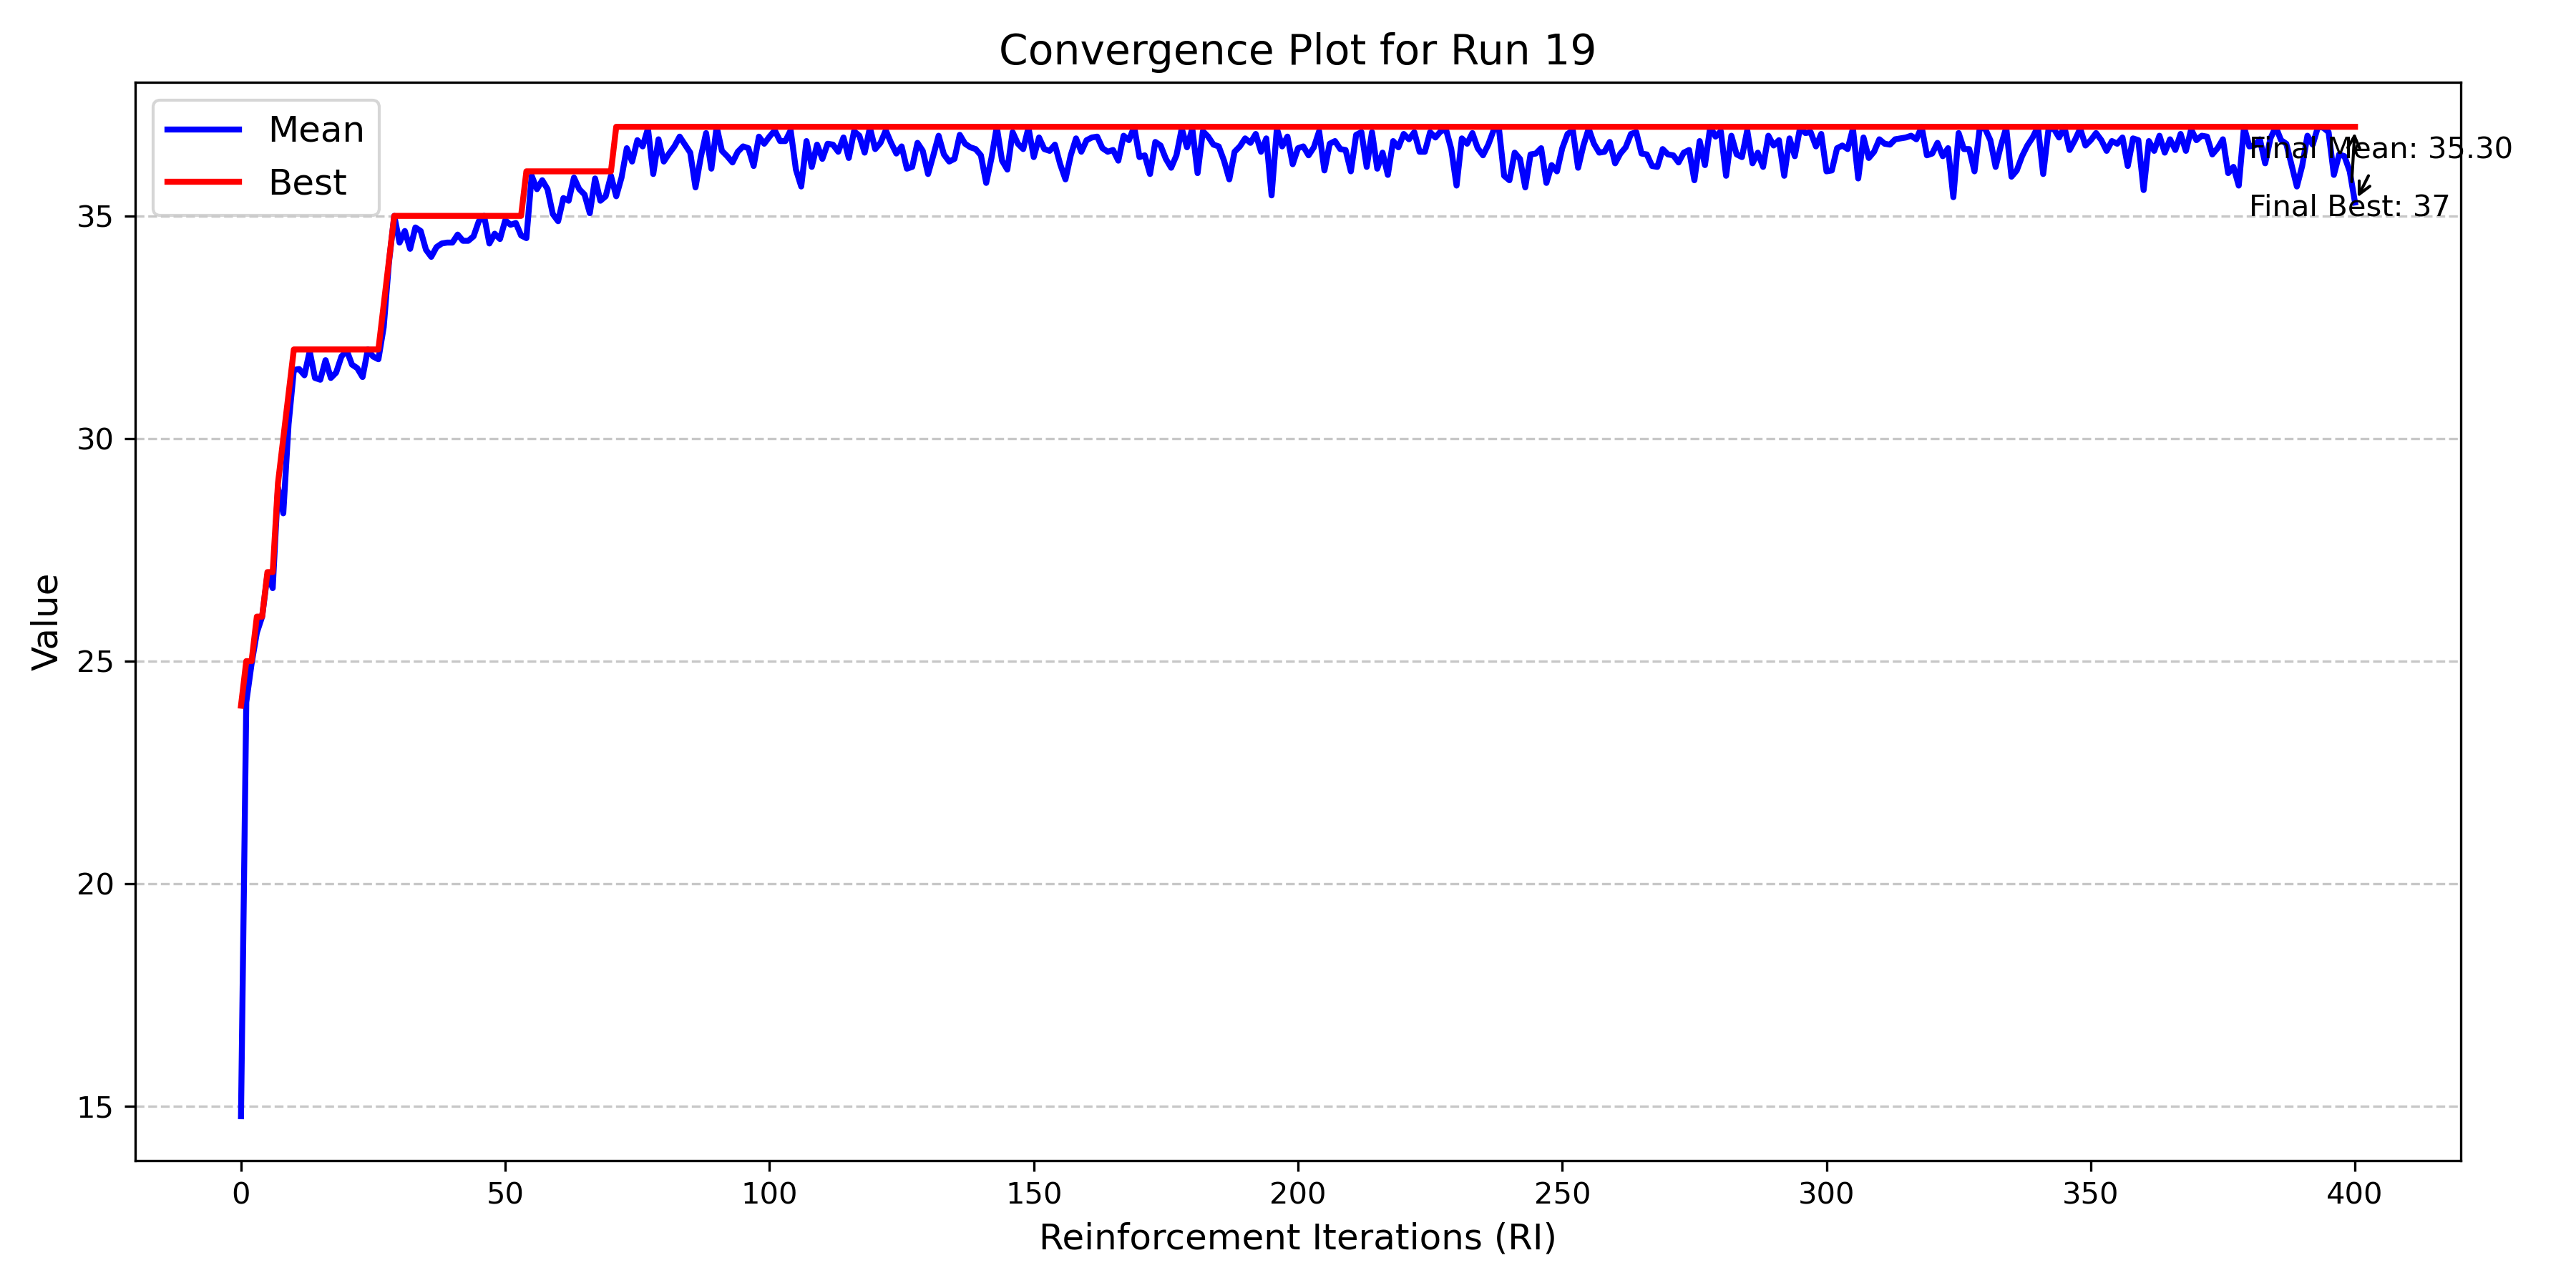 Convergence Plot for Run 19
Mean
Best
Final Mean: 35.30
Final Best: 37
35
30
25
20
15
Value
0 50 100 150 200 250 300 350 400
Reinforcement Iterations (RI)